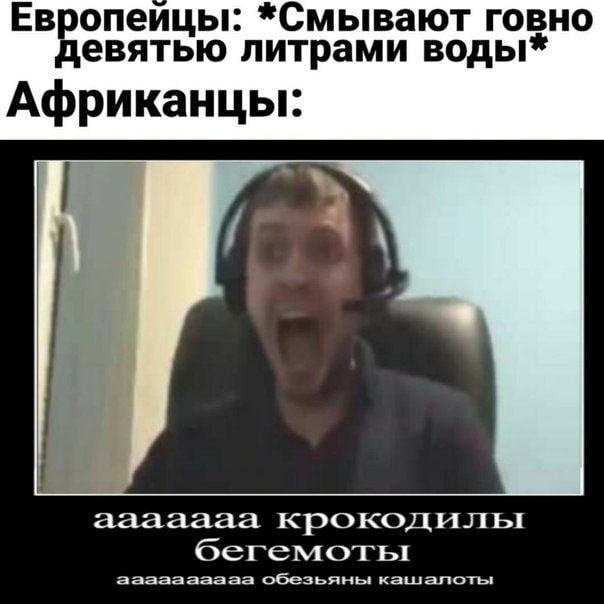 Европейцы: *Смывают говно
девятью литрами воды*
Африканцы:
ааааааа крокодилы
бегемоты
аааааааааа обезьяны кашалоты